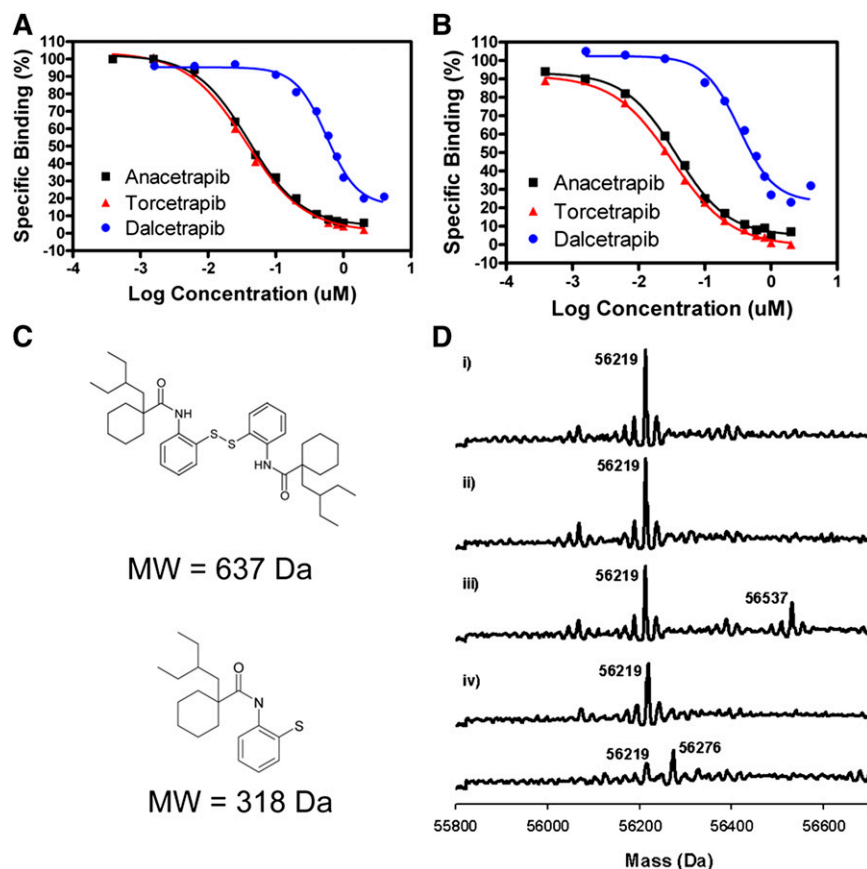 A
B
Specific Binding (%)
110
100
90
80
70
60
50
40
30
20
10
0
-10
Anacetrapib
Torcetrapib
Dalcetrapib
-4
-3
-2
-1
0
1
Log Concentration (uM)
Specific Binding (%)
110
100
90
80
70
60
50
40
30
20
10
0
-10
Anacetrapib
Torcetrapib
Dalcetrapib
-4
-3
-2
-1
0
1
Log Concentration (uM)
C
O
NH
S-S
HN
O
MW = 637 Da
O
N
S
MW = 318 Da
D
i)
56219
ii)
56219
iii)
56219
56537
iv)
56219
56219
56276
55800
56000
56200
56400
56600
Mass (Da)